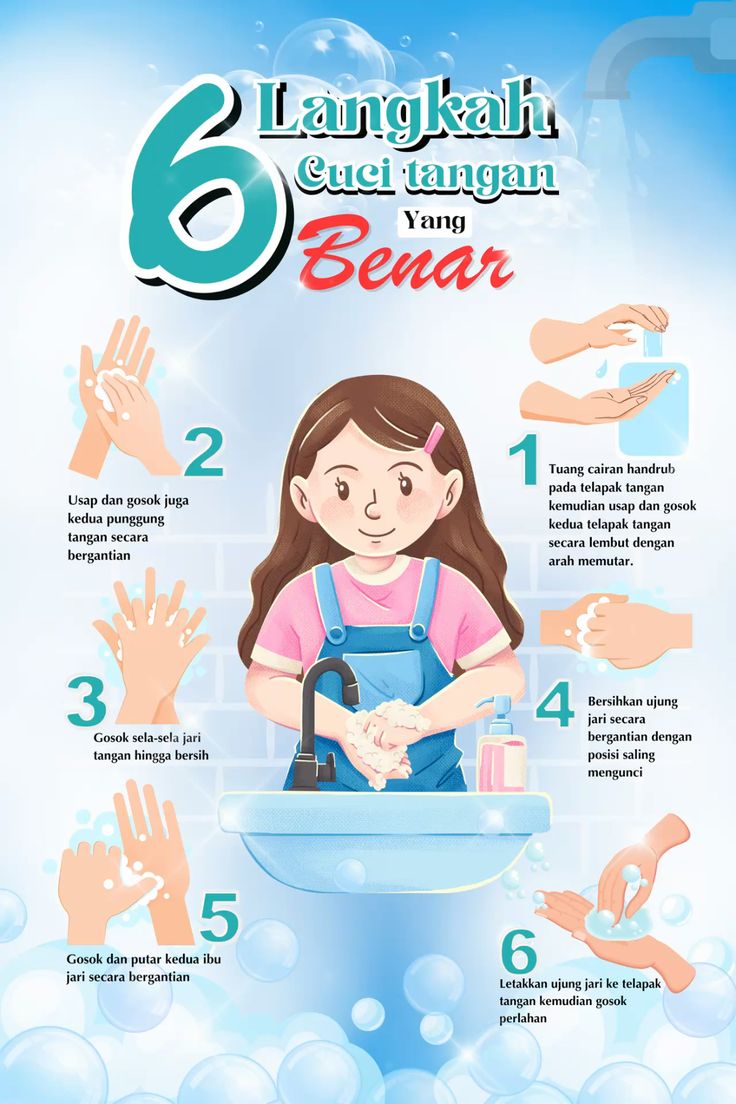 6 Langkah
Cuci tangan
Yang
Benar
1
Tuang cairan handrub
pada telapak tangan
kemudian usap dan gosok
kedua telapak tangan
secara lembut dengan
arah memutar.
2
Usap dan gosok juga
kedua punggung
tangan secara
bergantian
3
Gosok sela-sela jari
tangan hingga bersih
4
Bersihkan ujung
jari secara
bergantian dengan
posisi saling
mengunci
5
Gosok dan putar kedua ibu
jari secara bergantian
6
Letakkan ujung jari ke telapak
tangan kemudian gosok
perlahan